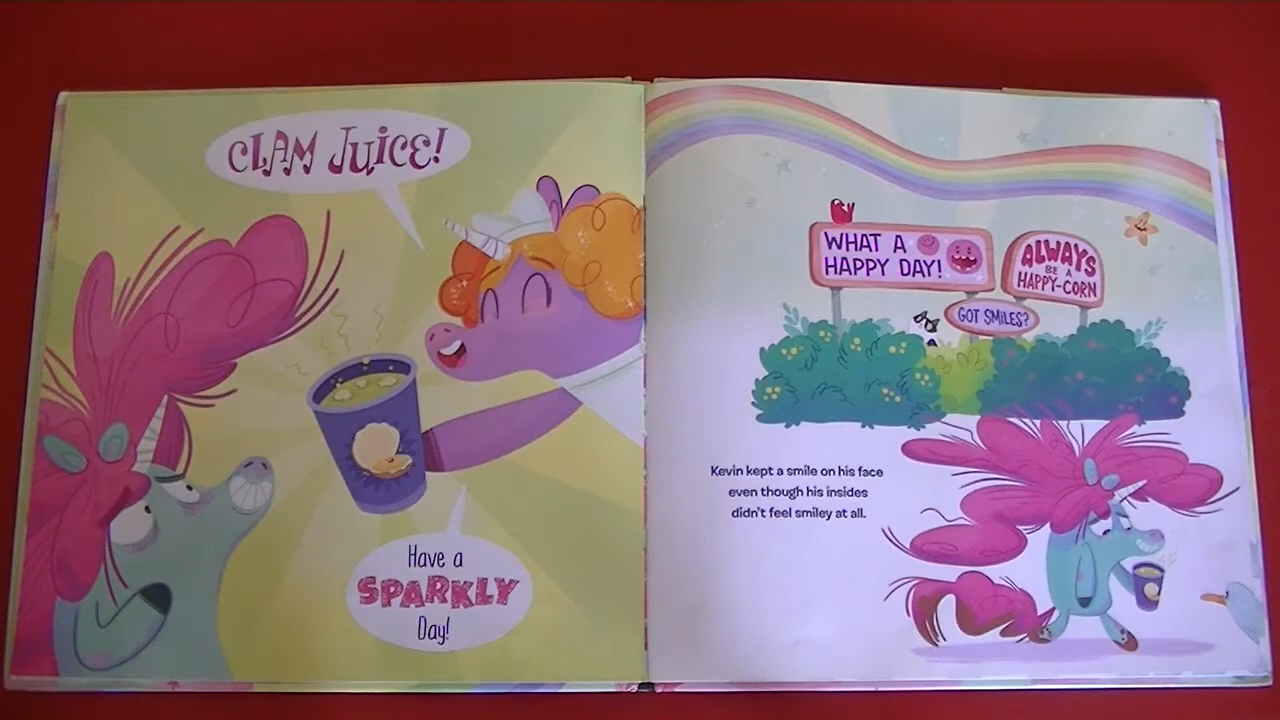 CLAM JUICE!
Have a
SPARKLY
Day!
WHAT A
HAPPY DAY!
ALWAYS
BE A
HAPPY-CORN
GOT SMILES?
Kevin kept a smile on his face
even though his insides
didn't feel smiley at all.